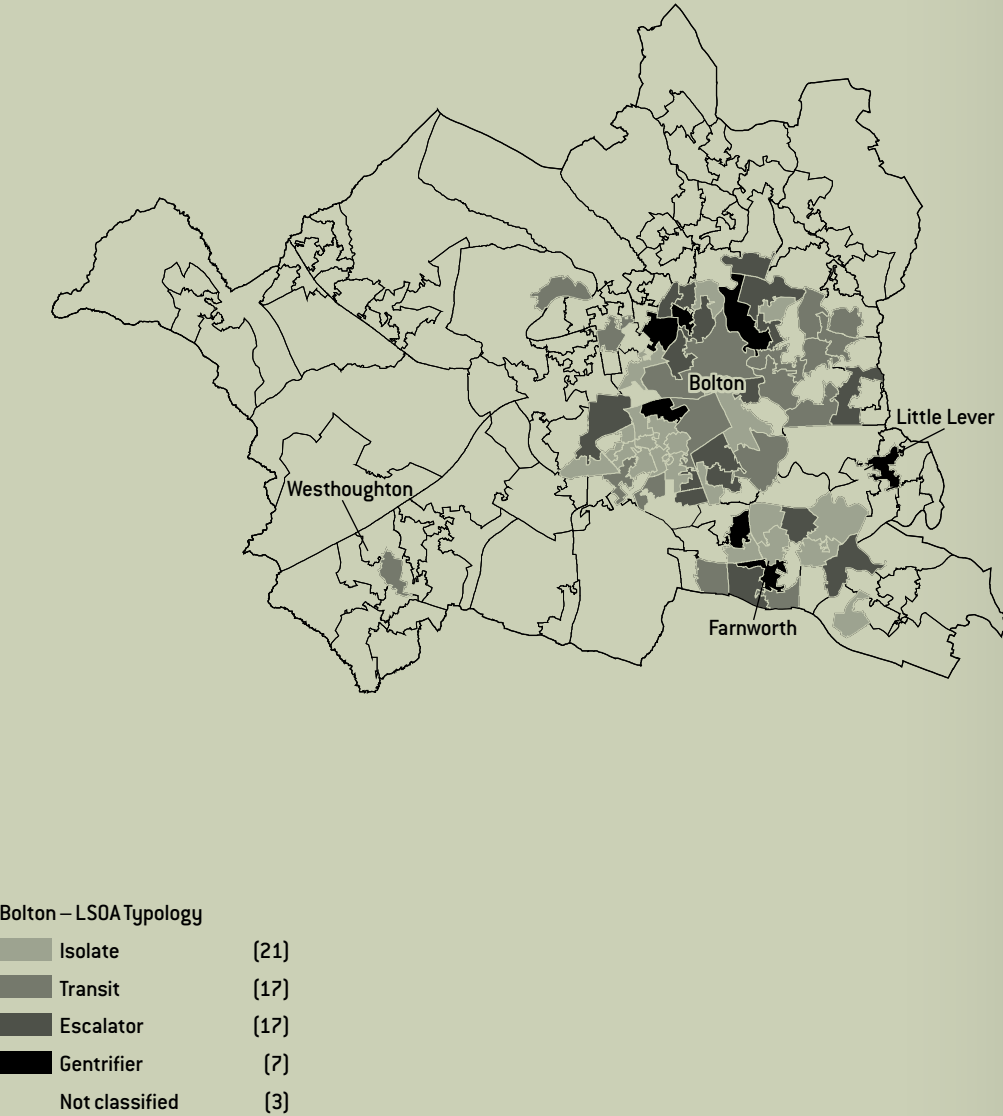 Bolton
Little Lever
Westhoughton
Farnworth
Bolton – LSOA Typology
Isolate (21)
Transit (17)
Escalator (17)
Gentrifier (7)
Not classified (3)